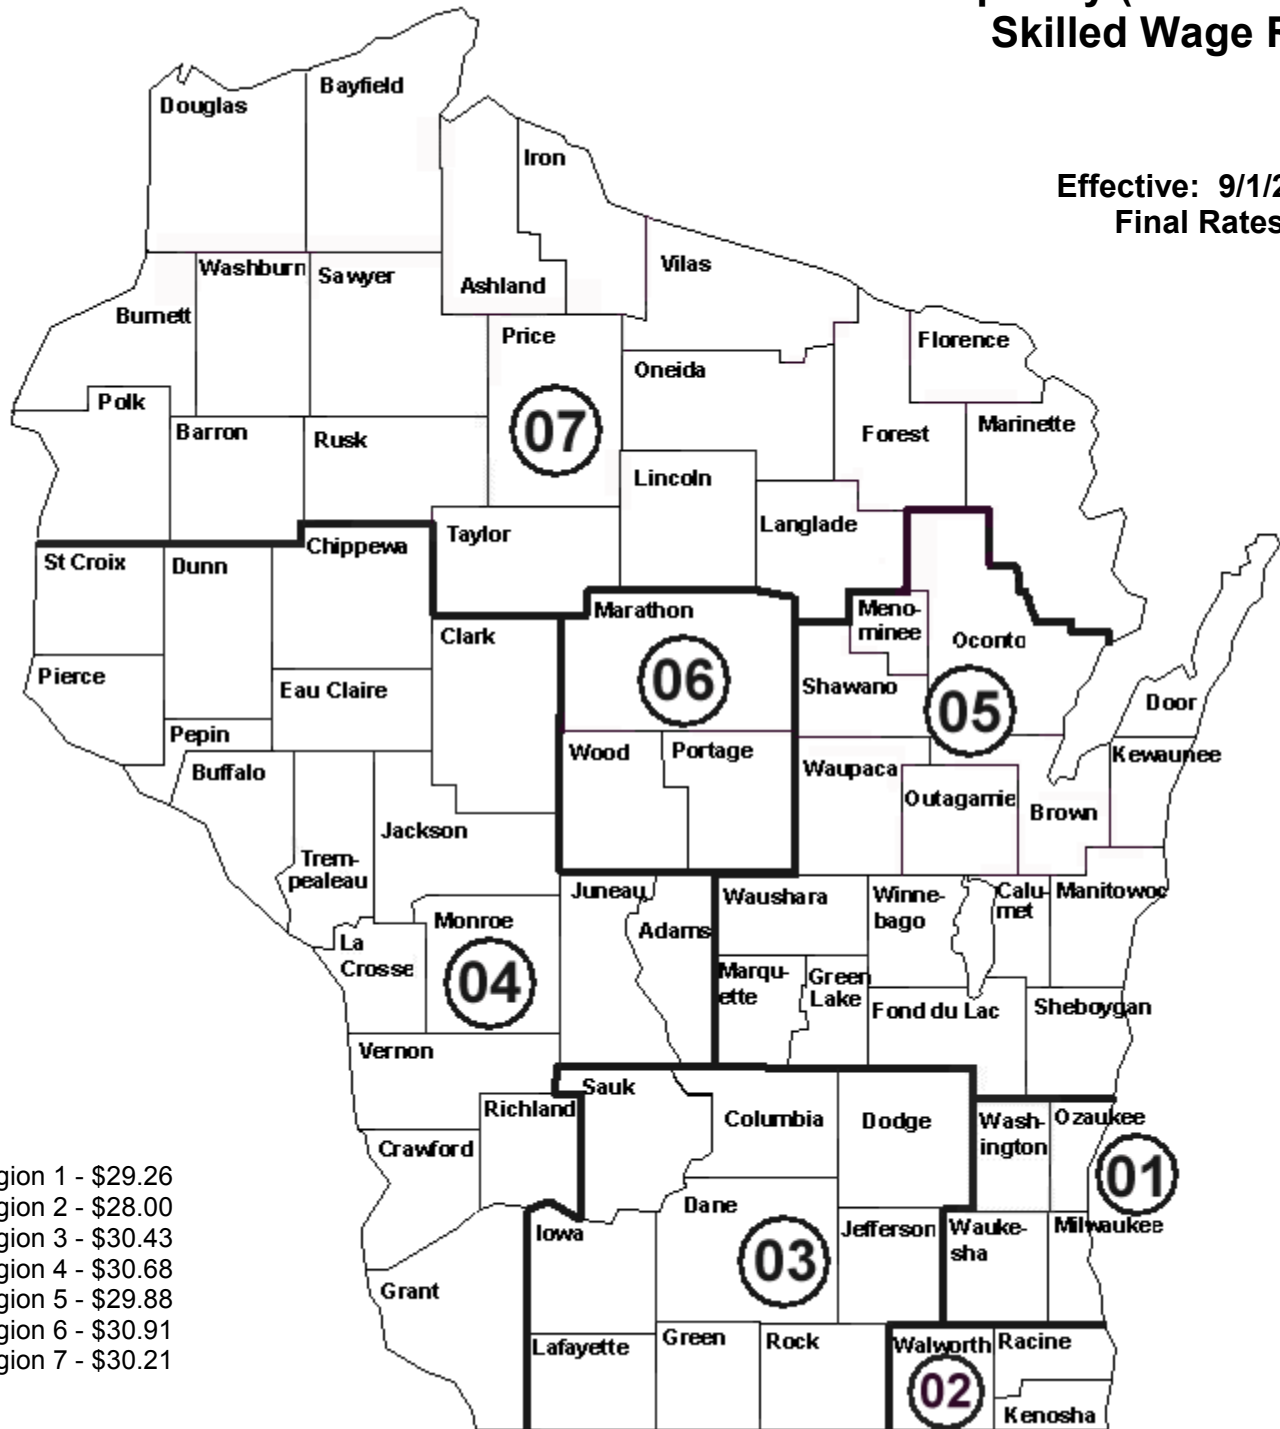 Skilled Wage R
Effective: 9/1/2
Final Rates
Douglas
Bayfield
Iron
Vilas
Washburn
Sawyer
Ashland
Burnett
Price
Florence
Oneida
Polk
Barron
Rusk
07
Forest
Marinette
Lincoln
Langlade
Taylor
Chippewa
St Croix
Dunn
Marathon
Meno-
minee
Clark
Oconto
Pierce
Eau Claire
06
Shawano
05
Door
Pepin
Buffalo
Wood
Portage
Waupaca
Kewaunee
Outagamie
Brown
Jackson
Trem-
pealeau
Juneau
Adams
Waushara
Winne-
bago
Calu-
met
Manitowoc
Monroe
La
Crosse
04
Marqu-
ette
Green
Lake
Fond du Lac
Sheboygan
Vernon
Sauk
Richland
Columbia
Dodge
Wash-
ington
Ozaukee
Crawford
01
Dane
Iowa
Jefferson
Wauke-
sha
Milwaukee
03
Grant
Lafayette
Green
Rock
Walworth
Racine
02
Kenosha
gion 1 - $29.26
gion 2 - $28.00
gion 3 - $30.43
gion 4 - $30.68
gion 5 - $29.88
gion 6 - $30.91
gion 7 - $30.21